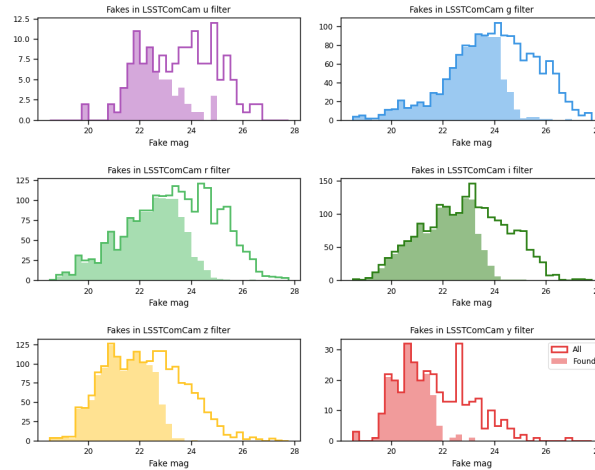 Fakes in LSSTComCam u filter
Fakes in LSSTComCam g filter
12.5
10.0
7.5
5.0
2.5
0.0
100
80
60
40
20
0
20 22 24 26 28
20 22 24 26 28
Fake mag
Fake mag
Fakes in LSSTComCam r filter
Fakes in LSSTComCam i filter
125
100
75
50
25
0
150
100
50
0
20 22 24 26 28
20 22 24 26 28
Fake mag
Fake mag
Fakes in LSSTComCam z filter
Fakes in LSSTComCam y filter
125
100
75
50
25
0
30
20
10
0
All
Found
20 22 24 26 28
20 22 24 26 28
Fake mag
Fake mag